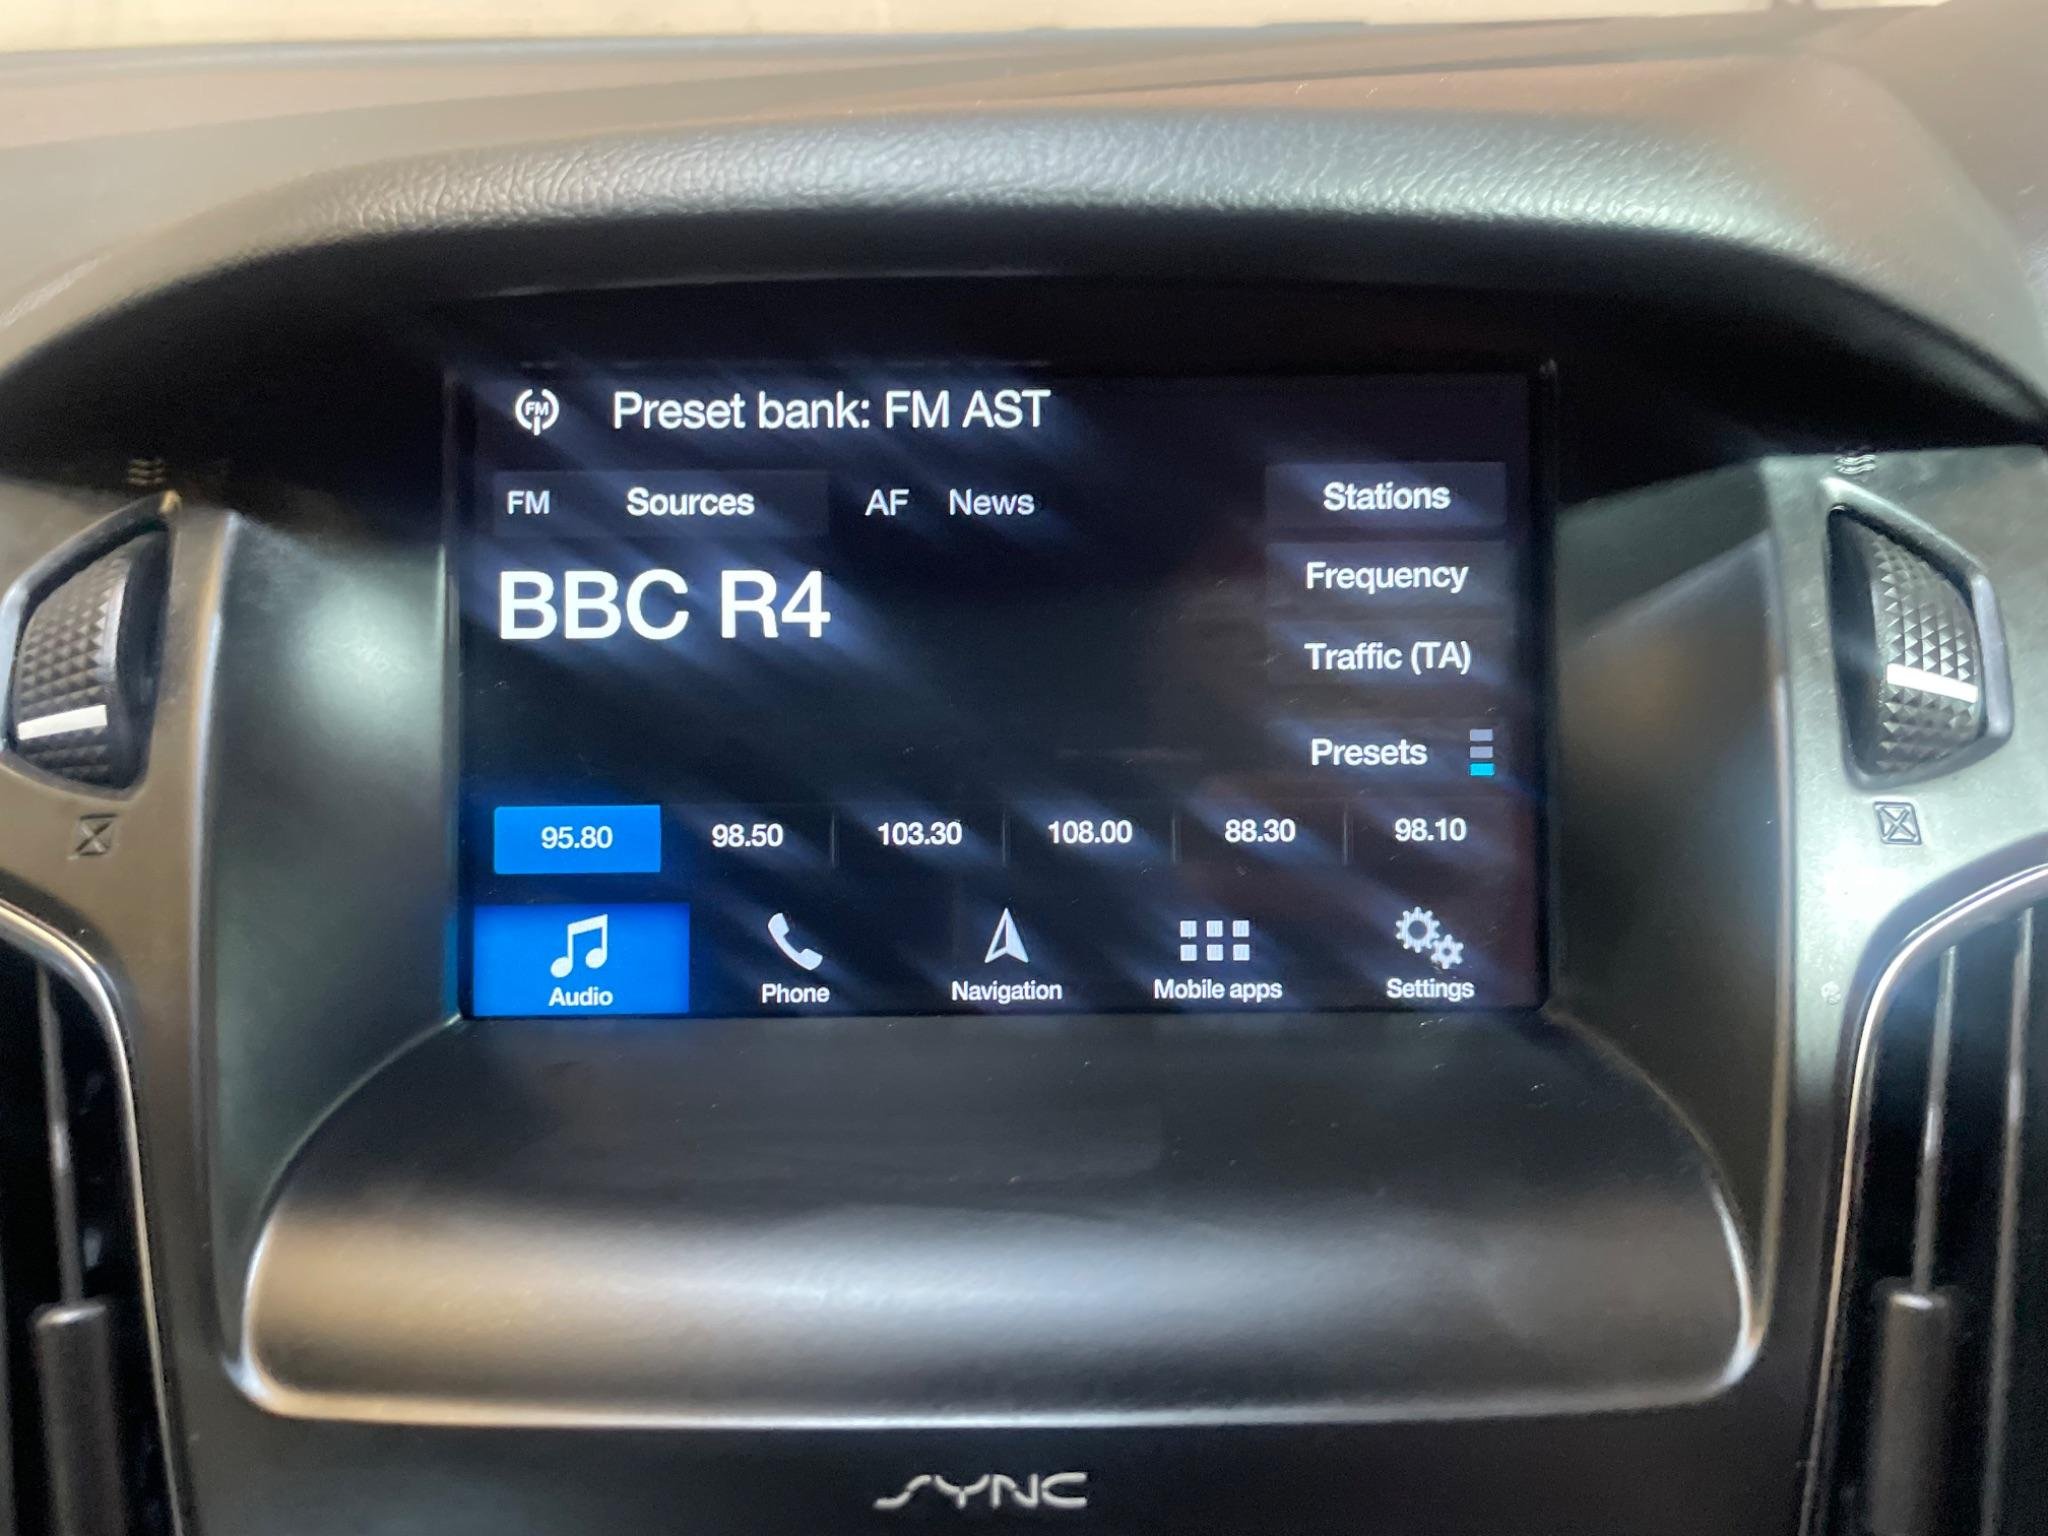 FM Preset bank: FM AST
FM Sources AF News Stations
BBC R4
Frequency
Traffic (TA)
Presets
95.80 98.50 103.30 108.00 88.30 98.10
Audio Phone Navigation Mobile apps Settings
SYNC